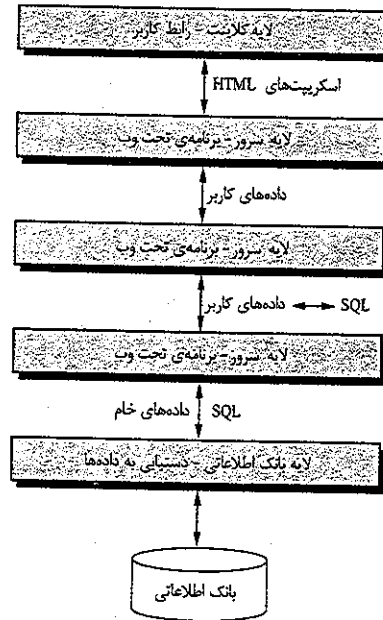 لایه کلاینت – رابط کاربر
اسکریپت‌های HTML
لایه سرور – برنامه‌ی تحت وب
داده‌های کاربر
لایه سرور – برنامه‌ی تحت وب
داده‌های کاربر ↔ SQL
لایه سرور – برنامه‌ی تحت وب
داده‌های خام SQL
لایه بانک اطلاعاتی – دستیابی به داده‌ها
بانک اطلاعاتی